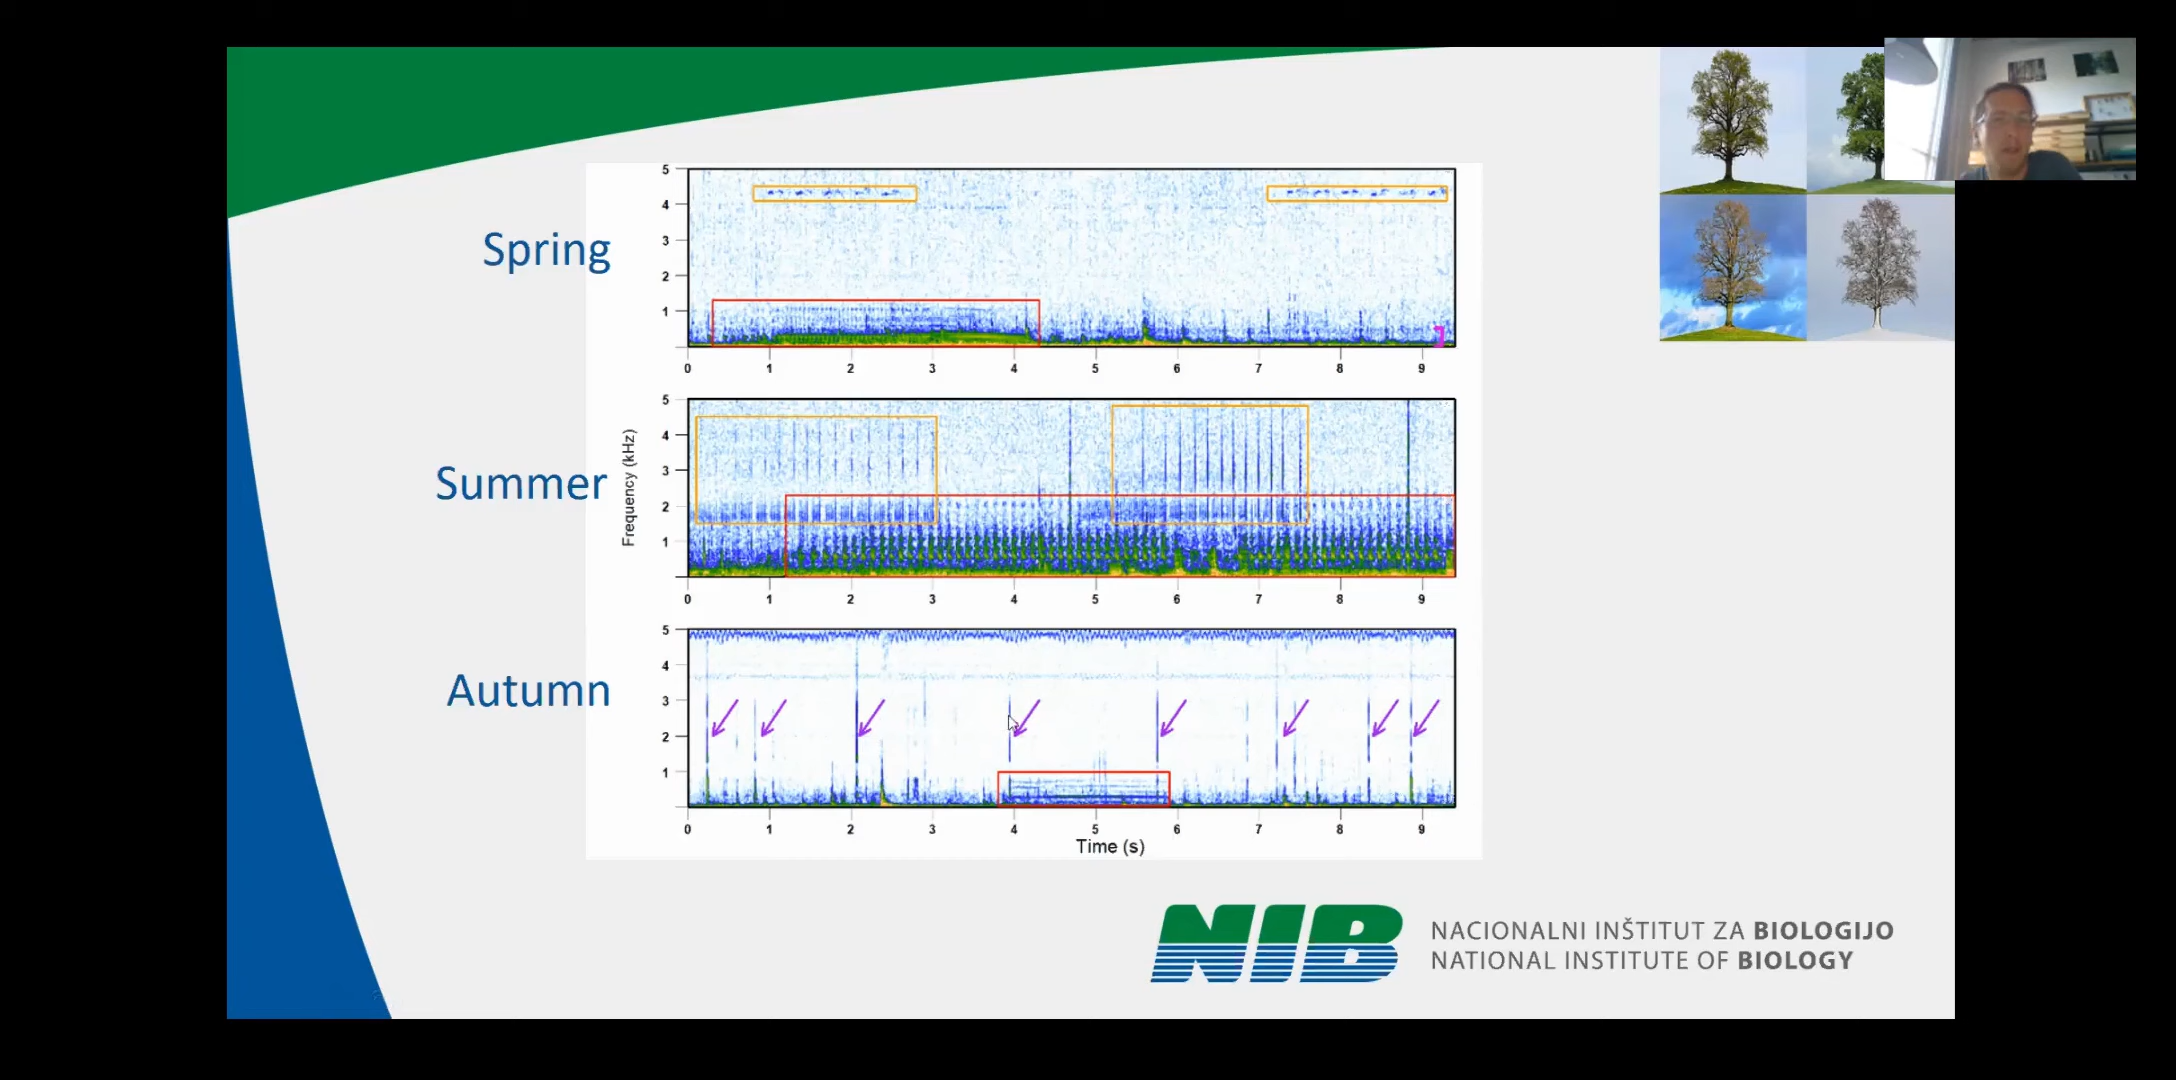 Spring
5
4
3
2
1
0 1 2 3 4 5 6 7 8 9
Summer
Frequency (kHz)
5
4
3
2
1
0 1 2 3 4 5 6 7 8 9
Autumn
5
4
3
2
1
0 1 2 3 4 5 6 7 8 9
Time (s)
NIB
NACIONALNI INŠTITUT ZA BIOLOGIJO
NATIONAL INSTITUTE OF BIOLOGY